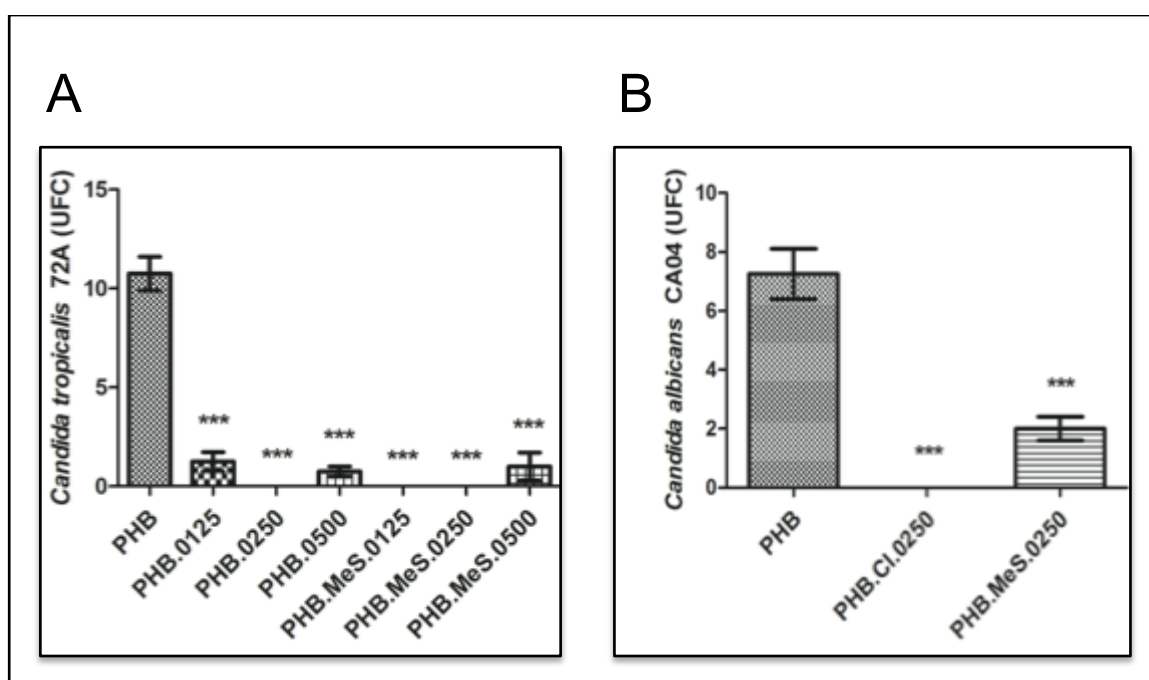 A
B
Candida tropicalis 72A (UFC)
15
10
5
0
***
***
***
***
***
***
PHB
PHB.0125
PHB.0250
PHB.0500
PHB.MeS.0125
PHB.MeS.0250
PHB.MeS.0500
Candida albicans CA04 (UFC)
10
8
6
4
2
0
***
***
PHB
PHB.Cl.0250
PHB.MeS.0250